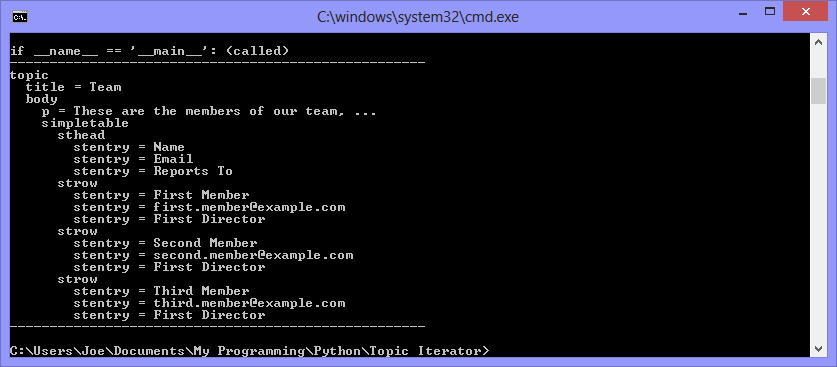 C:\windows\system32\cmd.exe
if __name__ == '__main__': (called)
----------------------------------------------------
topic
  title = Team
  body
    p = These are the members of our team, ...
    simpletable
      sthead
        stentry = Name
        stentry = Email
        stentry = Reports To
      strow
        stentry = First Member
        stentry = first.member@example.com
        stentry = First Director
      strow
        stentry = Second Member
        stentry = second.member@example.com
        stentry = First Director
      strow
        stentry = Third Member
        stentry = third.member@example.com
        stentry = First Director
----------------------------------------------------
C:\Users\Joe\Documents\My Programming\Python\Topic Iterator>